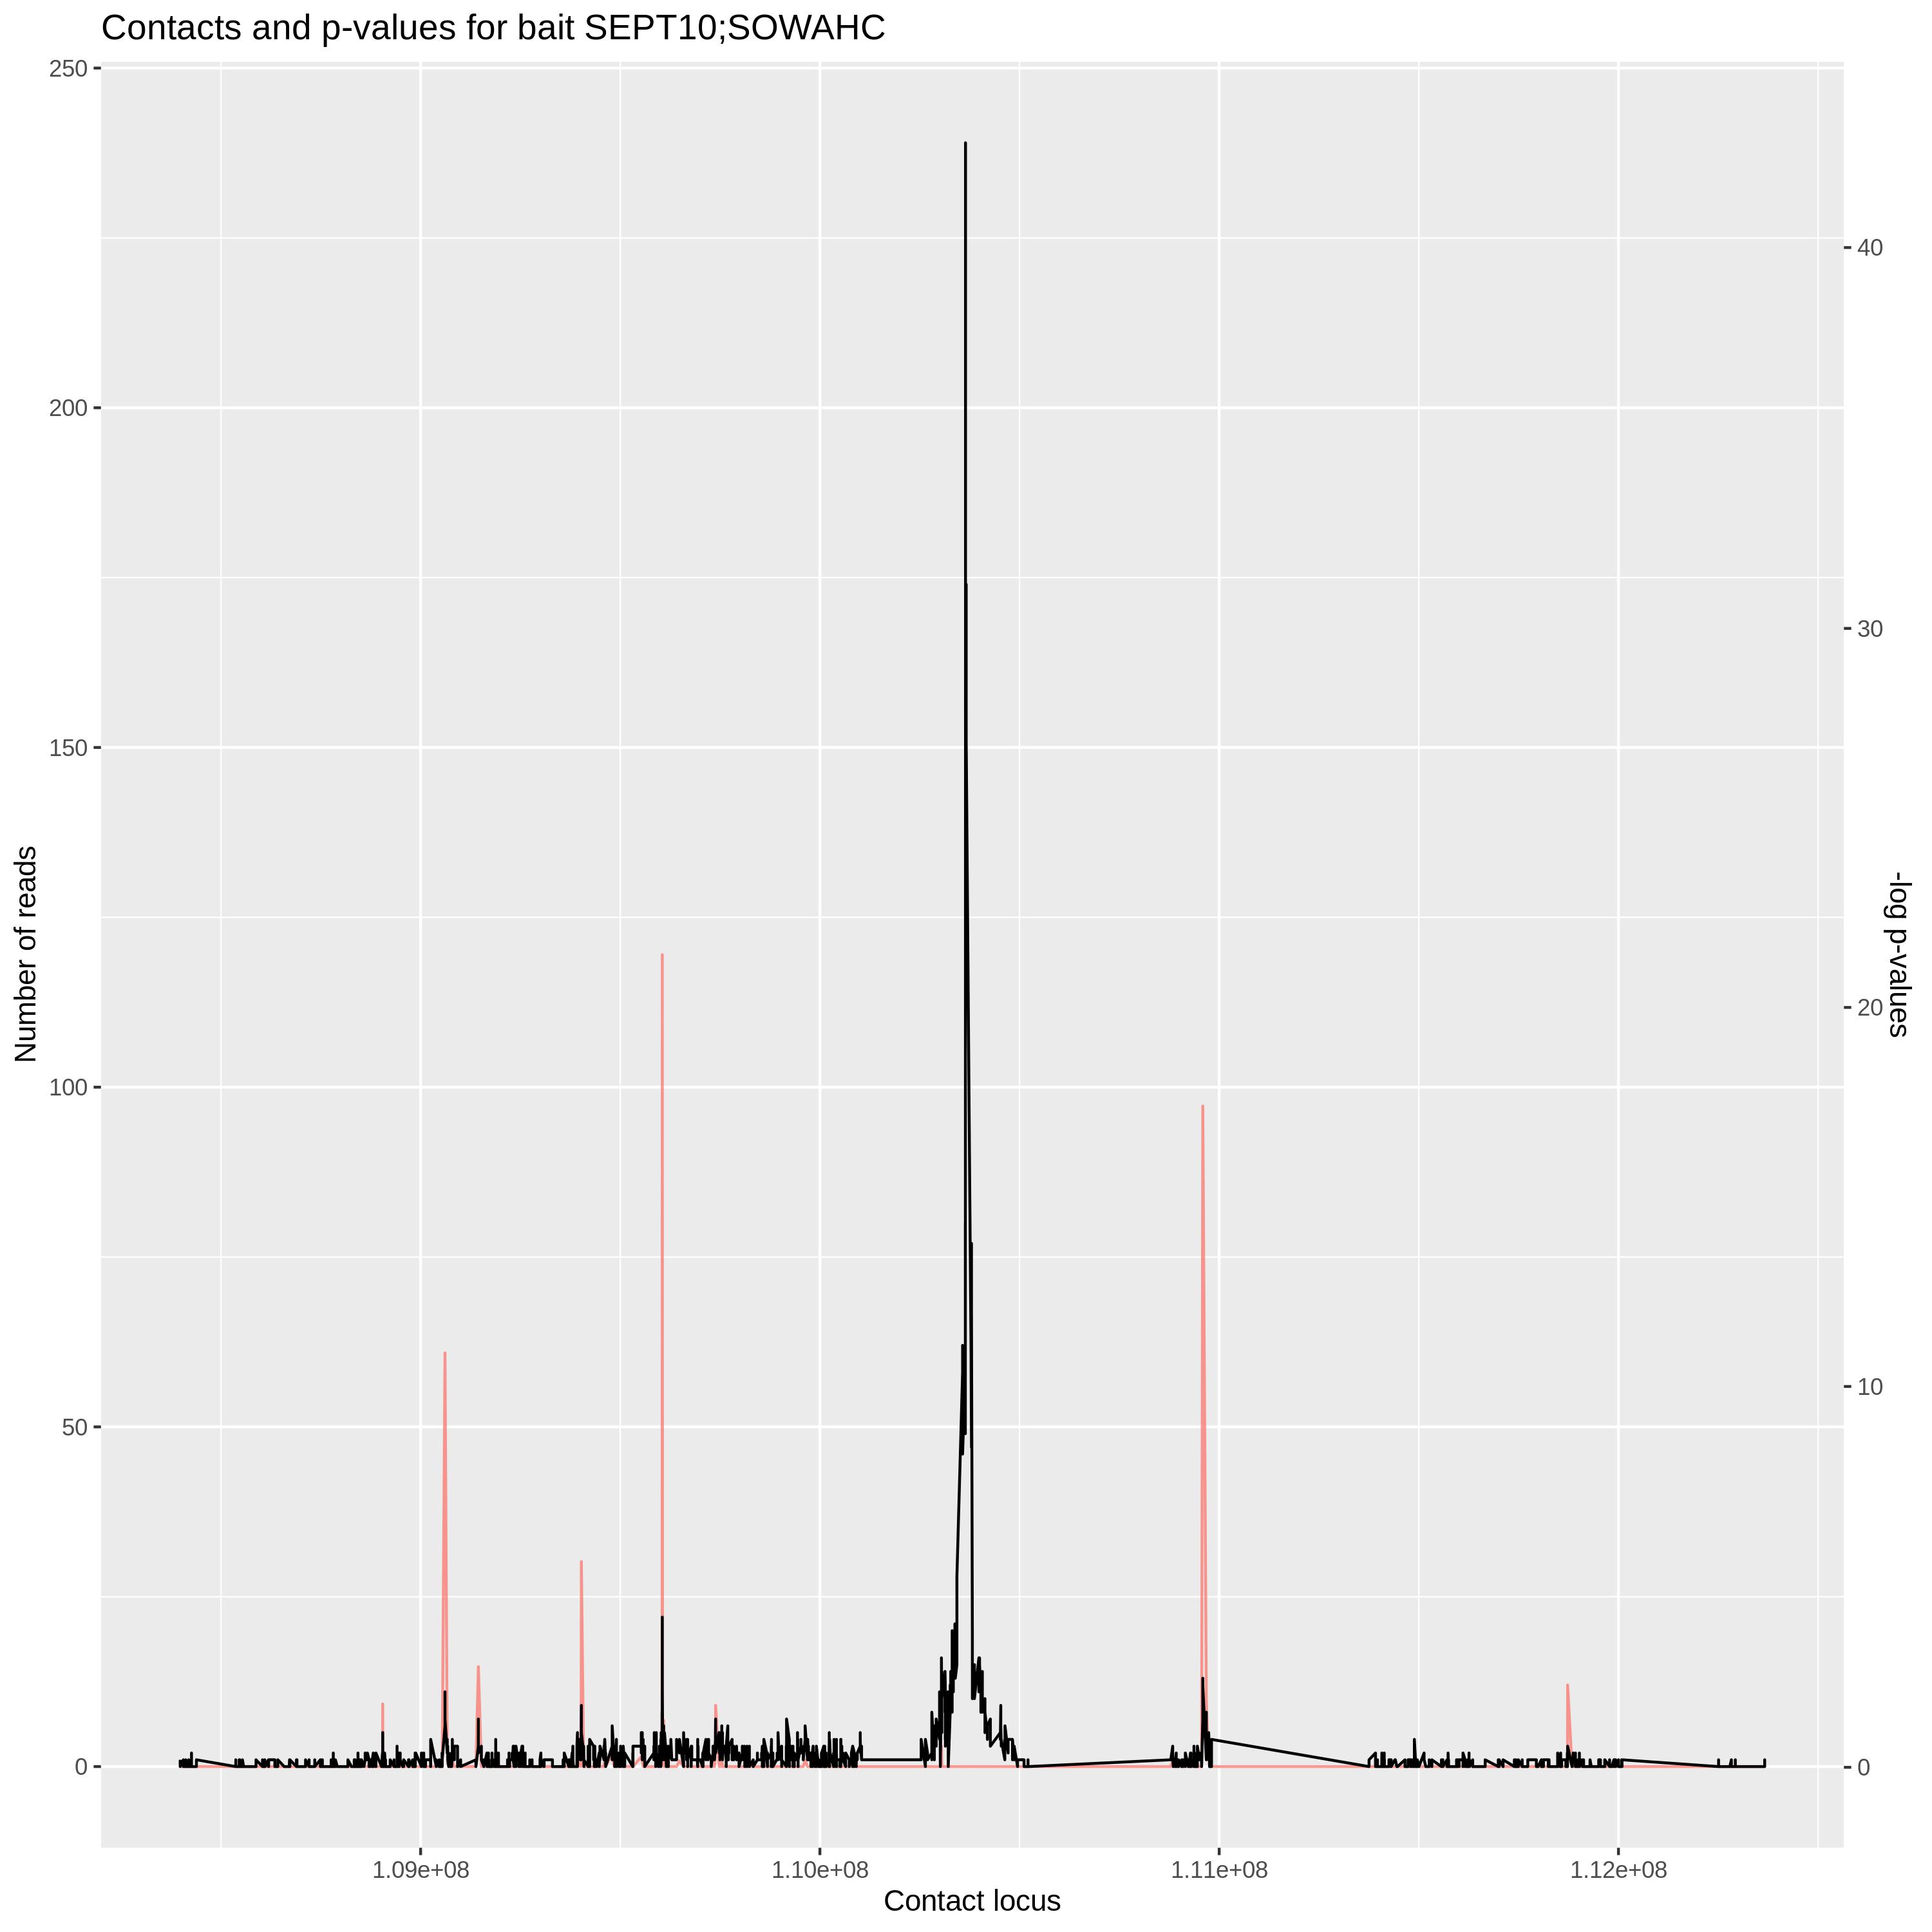 Contacts and p-values for bait SEPT10;SOWAHC
250
200
150
100
50
0
Number of reads
40
30
20
10
0
-log p-values
1.09e+08
1.10e+08
1.11e+08
1.12e+08
Contact locus